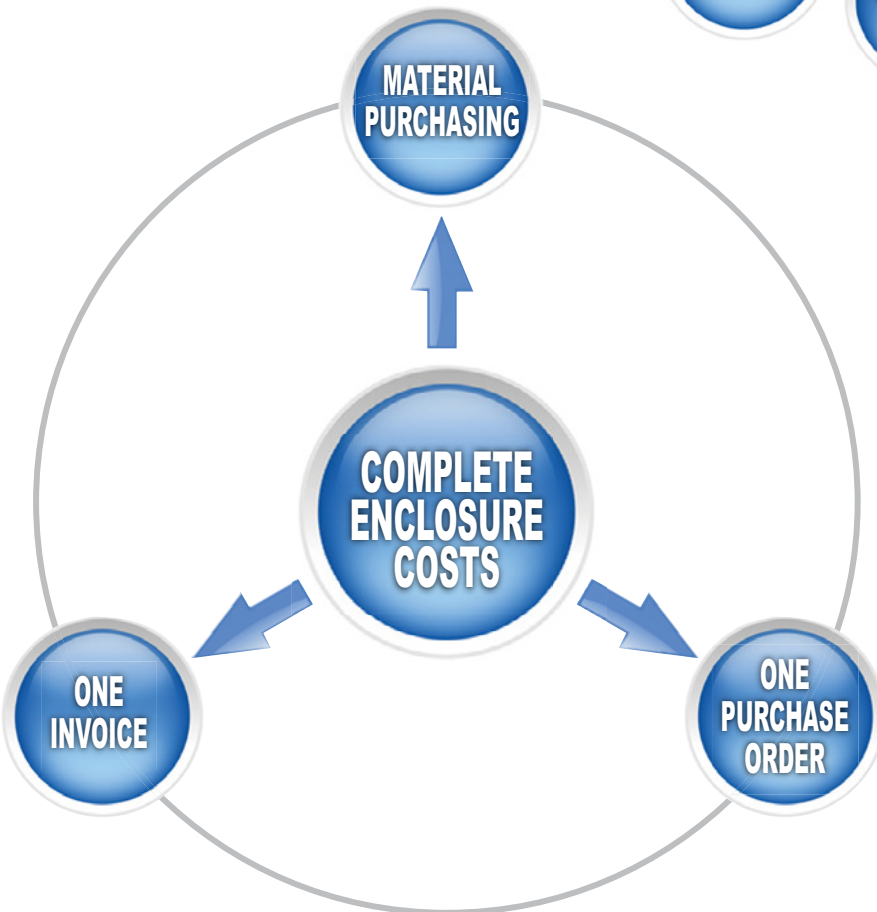 MATERIAL
PURCHASING
COMPLETE
ENCLOSURE
COSTS
ONE
INVOICE
ONE
PURCHASE
ORDER